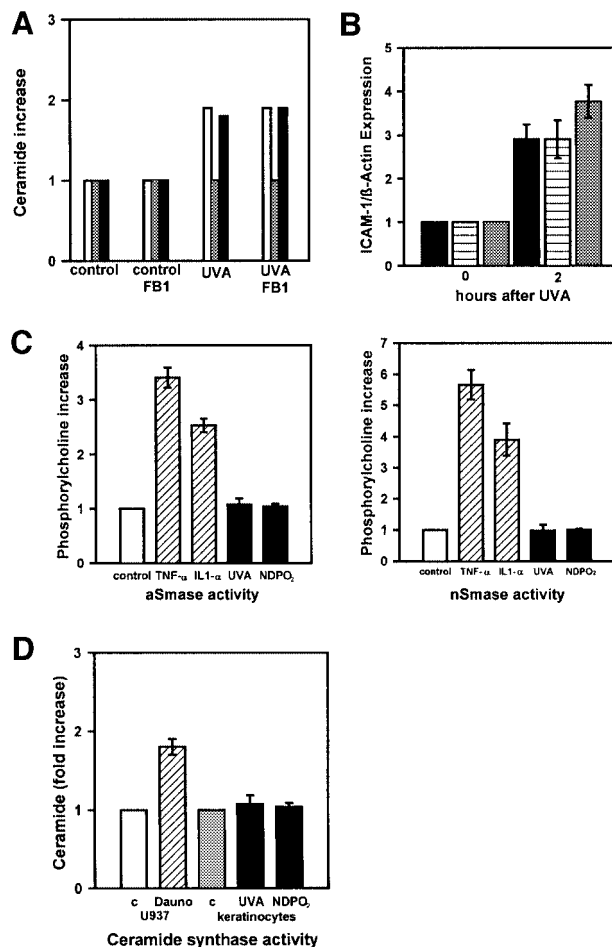 A
Ceramide increase
3
2
1
0
control
control
FB1
UVA
UVA
FB1
B
ICAM-1/ß-Actin Expression
5
4
3
2
1
0
0
2
hours after UVA
C
Phosphorylcholine increase
4
3
2
1
0
control TNF-α IL1-α UVA NDPO₂
aSmase activity
Phosphorylcholine increase
7
6
5
4
3
2
1
0
control TNF-α IL1-α UVA NDPO₂
nSmase activity
D
Ceramide (fold increase)
3
2
1
0
c Dauno c UVA NDPO₂
U937 keratinocytes
Ceramide synthase activity